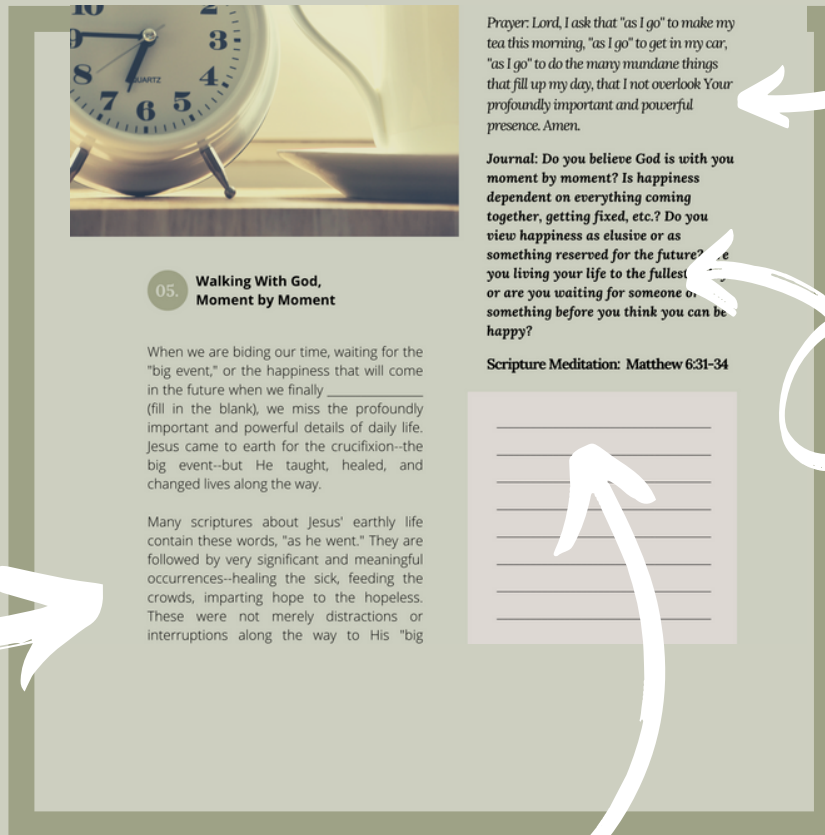 10
2
9
3
8
4
7
6
5
QUARTZ
05.
Walking With God,
Moment by Moment
When we are biding our time, waiting for the
"big event," or the happiness that will come
in the future when we finally ______________
(fill in the blank), we miss the profoundly
important and powerful details of daily life.
Jesus came to earth for the crucifixion--the
big event--but He taught, healed, and
changed lives along the way.
Many scriptures about Jesus' earthly life
contain these words, "as he went." They are
followed by very significant and meaningful
occurrences--healing the sick, feeding the
crowds, imparting hope to the hopeless.
These were not merely distractions or
interruptions along the way to His "big
Prayer: Lord, I ask that "as I go" to make my
tea this morning, "as I go" to get in my car,
"as I go" to do the many mundane things
that fill up my day, that I not overlook Your
profoundly important and powerful
presence. Amen.
Journal: Do you believe God is with you
moment by moment? Is happiness
dependent on everything coming
together, getting fixed, etc.? Do you
view happiness as elusive or as
something reserved for the future?
you living your life to the fullest
or are you waiting for someone
something before you think you can be
happy?
Scripture Meditation: Matthew 6:31-34